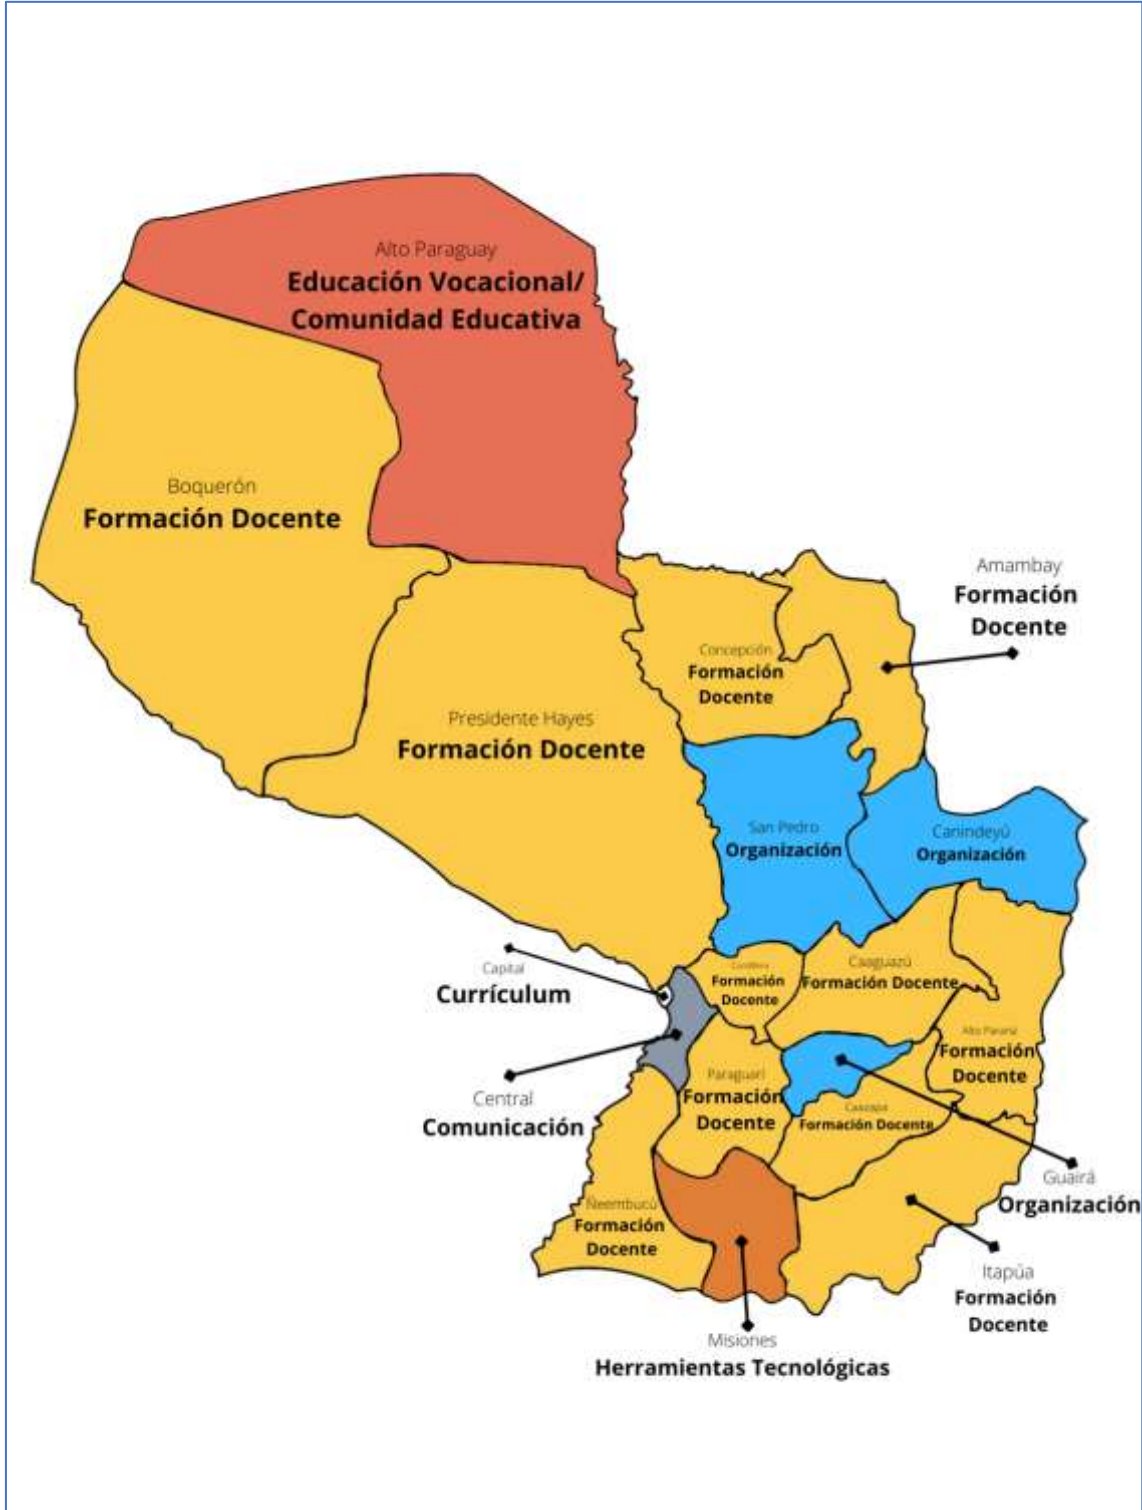 Alto Paraguay
Educación Vocacional/
Comunidad Educativa
Boquerón
Formación Docente
Amambay
Formación
Docente
Concepción
Formación
Docente
Presidente Hayes
Formación Docente
San Pedro
Organización
Canindeyú
Organización
Capital
Currículum
Cordillera
Formación
Docente
Caaguazú
Formación Docente
Alto Paraná
Formación
Docente
Central
Comunicación
Paraguarí
Formación
Docente
Caazapá
Formación Docente
Guairá
Organización
Ñeembucú
Formación
Docente
Itapúa
Formación
Docente
Misiones
Herramientas Tecnológicas